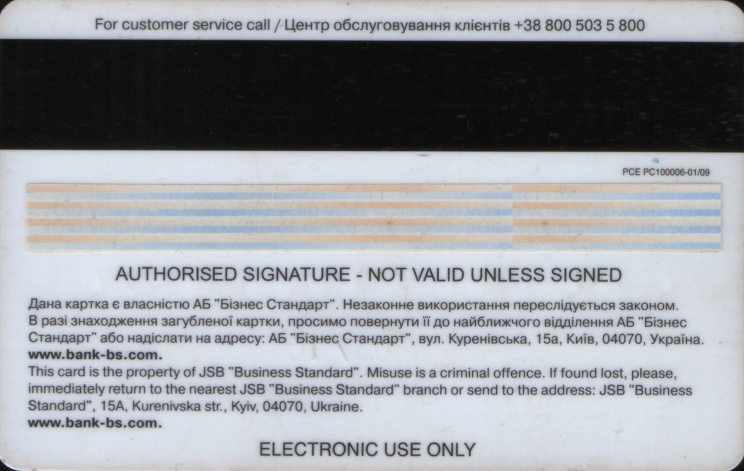 For customer service call / Центр обслуговування клієнтів +38 800 503 5 800
PCE PC100006-01/09
AUTHORISED SIGNATURE - NOT VALID UNLESS SIGNED
Дана картка є власністю АБ "Бізнес Стандарт". Незаконне використання переслідується законом.
В разі знаходження загубленої картки, просимо повернути її до найближчого відділення АБ "Бізнес
Стандарт" або надіслати на адресу: АБ "Бізнес Стандарт", вул. Куренівська, 15а, Київ, 04070, Україна.
www.bank-bs.com.
This card is the property of JSB "Business Standard". Misuse is a criminal offence. If found lost, please,
immediately return to the nearest JSB "Business Standard" branch or send to the address: JSB "Business
Standard", 15A, Kurenivska str., Kyiv, 04070, Ukraine.
www.bank-bs.com.
ELECTRONIC USE ONLY